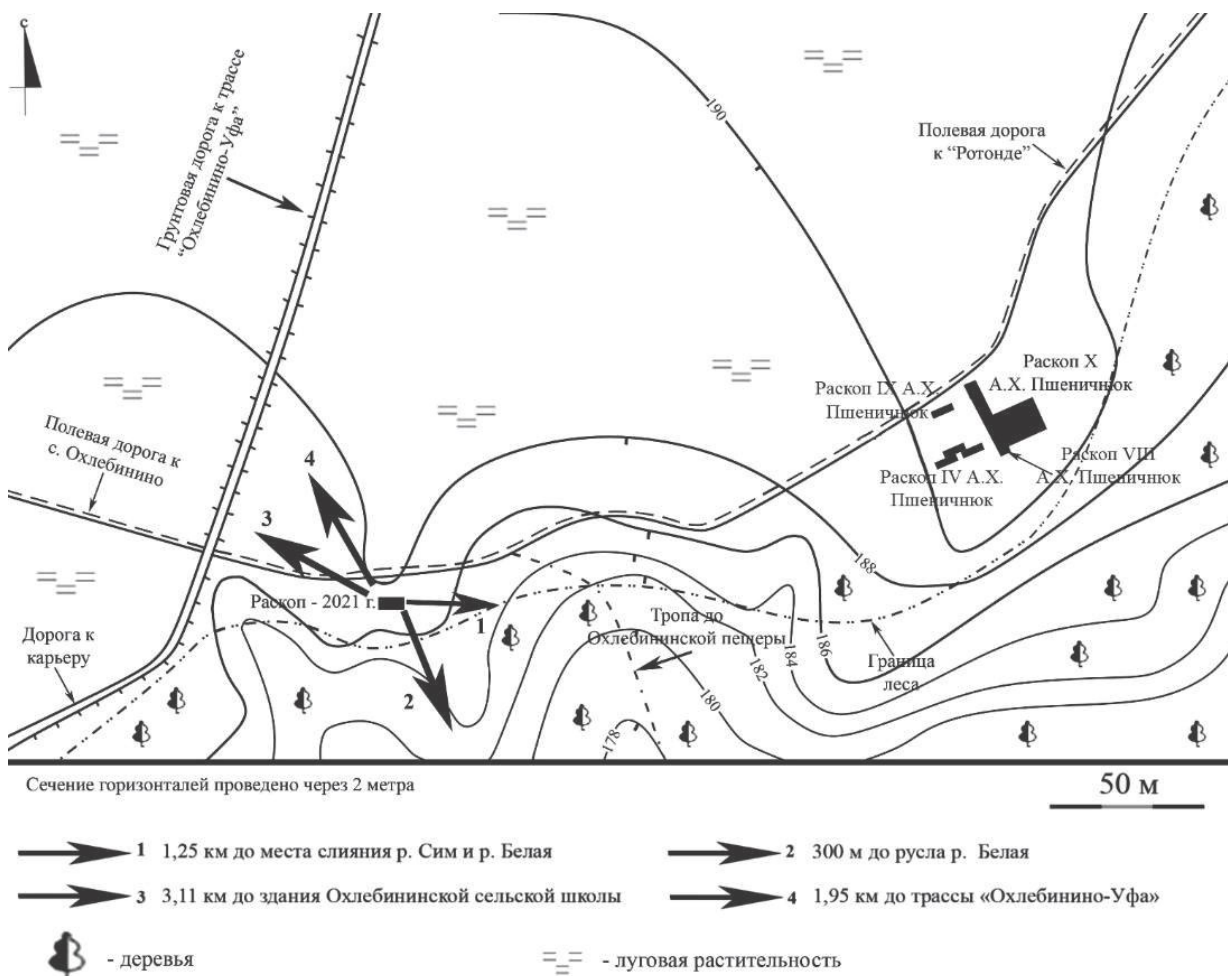 с
190
Грунтовая дорога к трассе
“Охлебинино-Уфа”
Полевая дорога
к “Ротонде”
Раскоп X
А.Х. Пшеничнюк
Раскоп IX А.Х.
Пшеничнюк
Полевая дорога к
с. Охлебинино
4
3
Раскоп VIII
А.Х. Пшеничнюк
Раскоп IV А.Х.
Пшеничнюк
188
Раскоп - 2021 г.
1
Тропа до
Охлебининской пещеры
Дорога к
карьеру
184
186
Граница
леса
182
2
180
178
Сечение горизонталей проведено через 2 метра
50 м
1 1,25 км до места слияния р. Сим и р. Белая
2 300 м до русла р. Белая
3 3,11 км до здания Охлебининской сельской школы
4 1,95 км до трассы «Охлебинино-Уфа»
- деревья
- луговая растительность